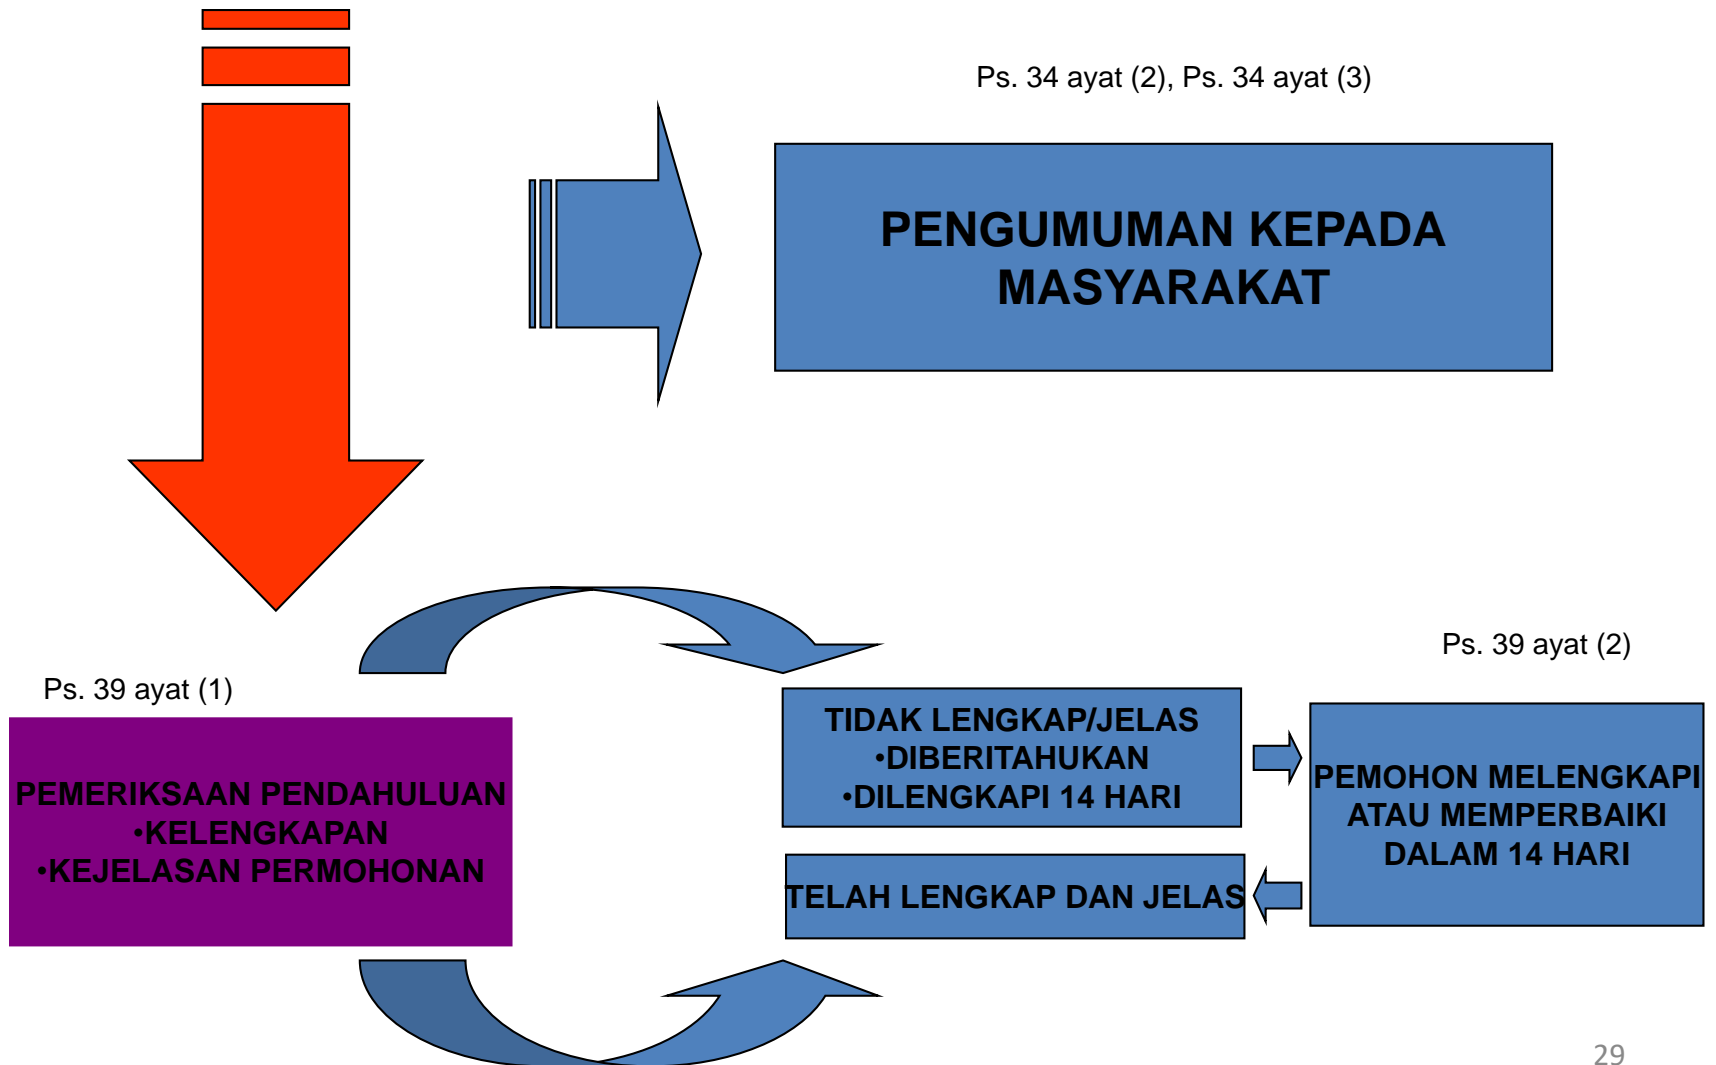 Ps. 34 ayat (2), Ps. 34 ayat (3)
PENGUMUMAN KEPADA
MASYARAKAT
Ps. 39 ayat (1)
PEMERIKSAAN PENDAHULUAN
•KELENGKAPAN
•KEJELASAN PERMOHONAN
TIDAK LENGKAP/JELAS
•DIBERITAHUKAN
•DILENGKAPI 14 HARI
TELAH LENGKAP DAN JELAS
Ps. 39 ayat (2)
PEMOHON MELENGKAPI
ATAU MEMPERBAIKI
DALAM 14 HARI
29